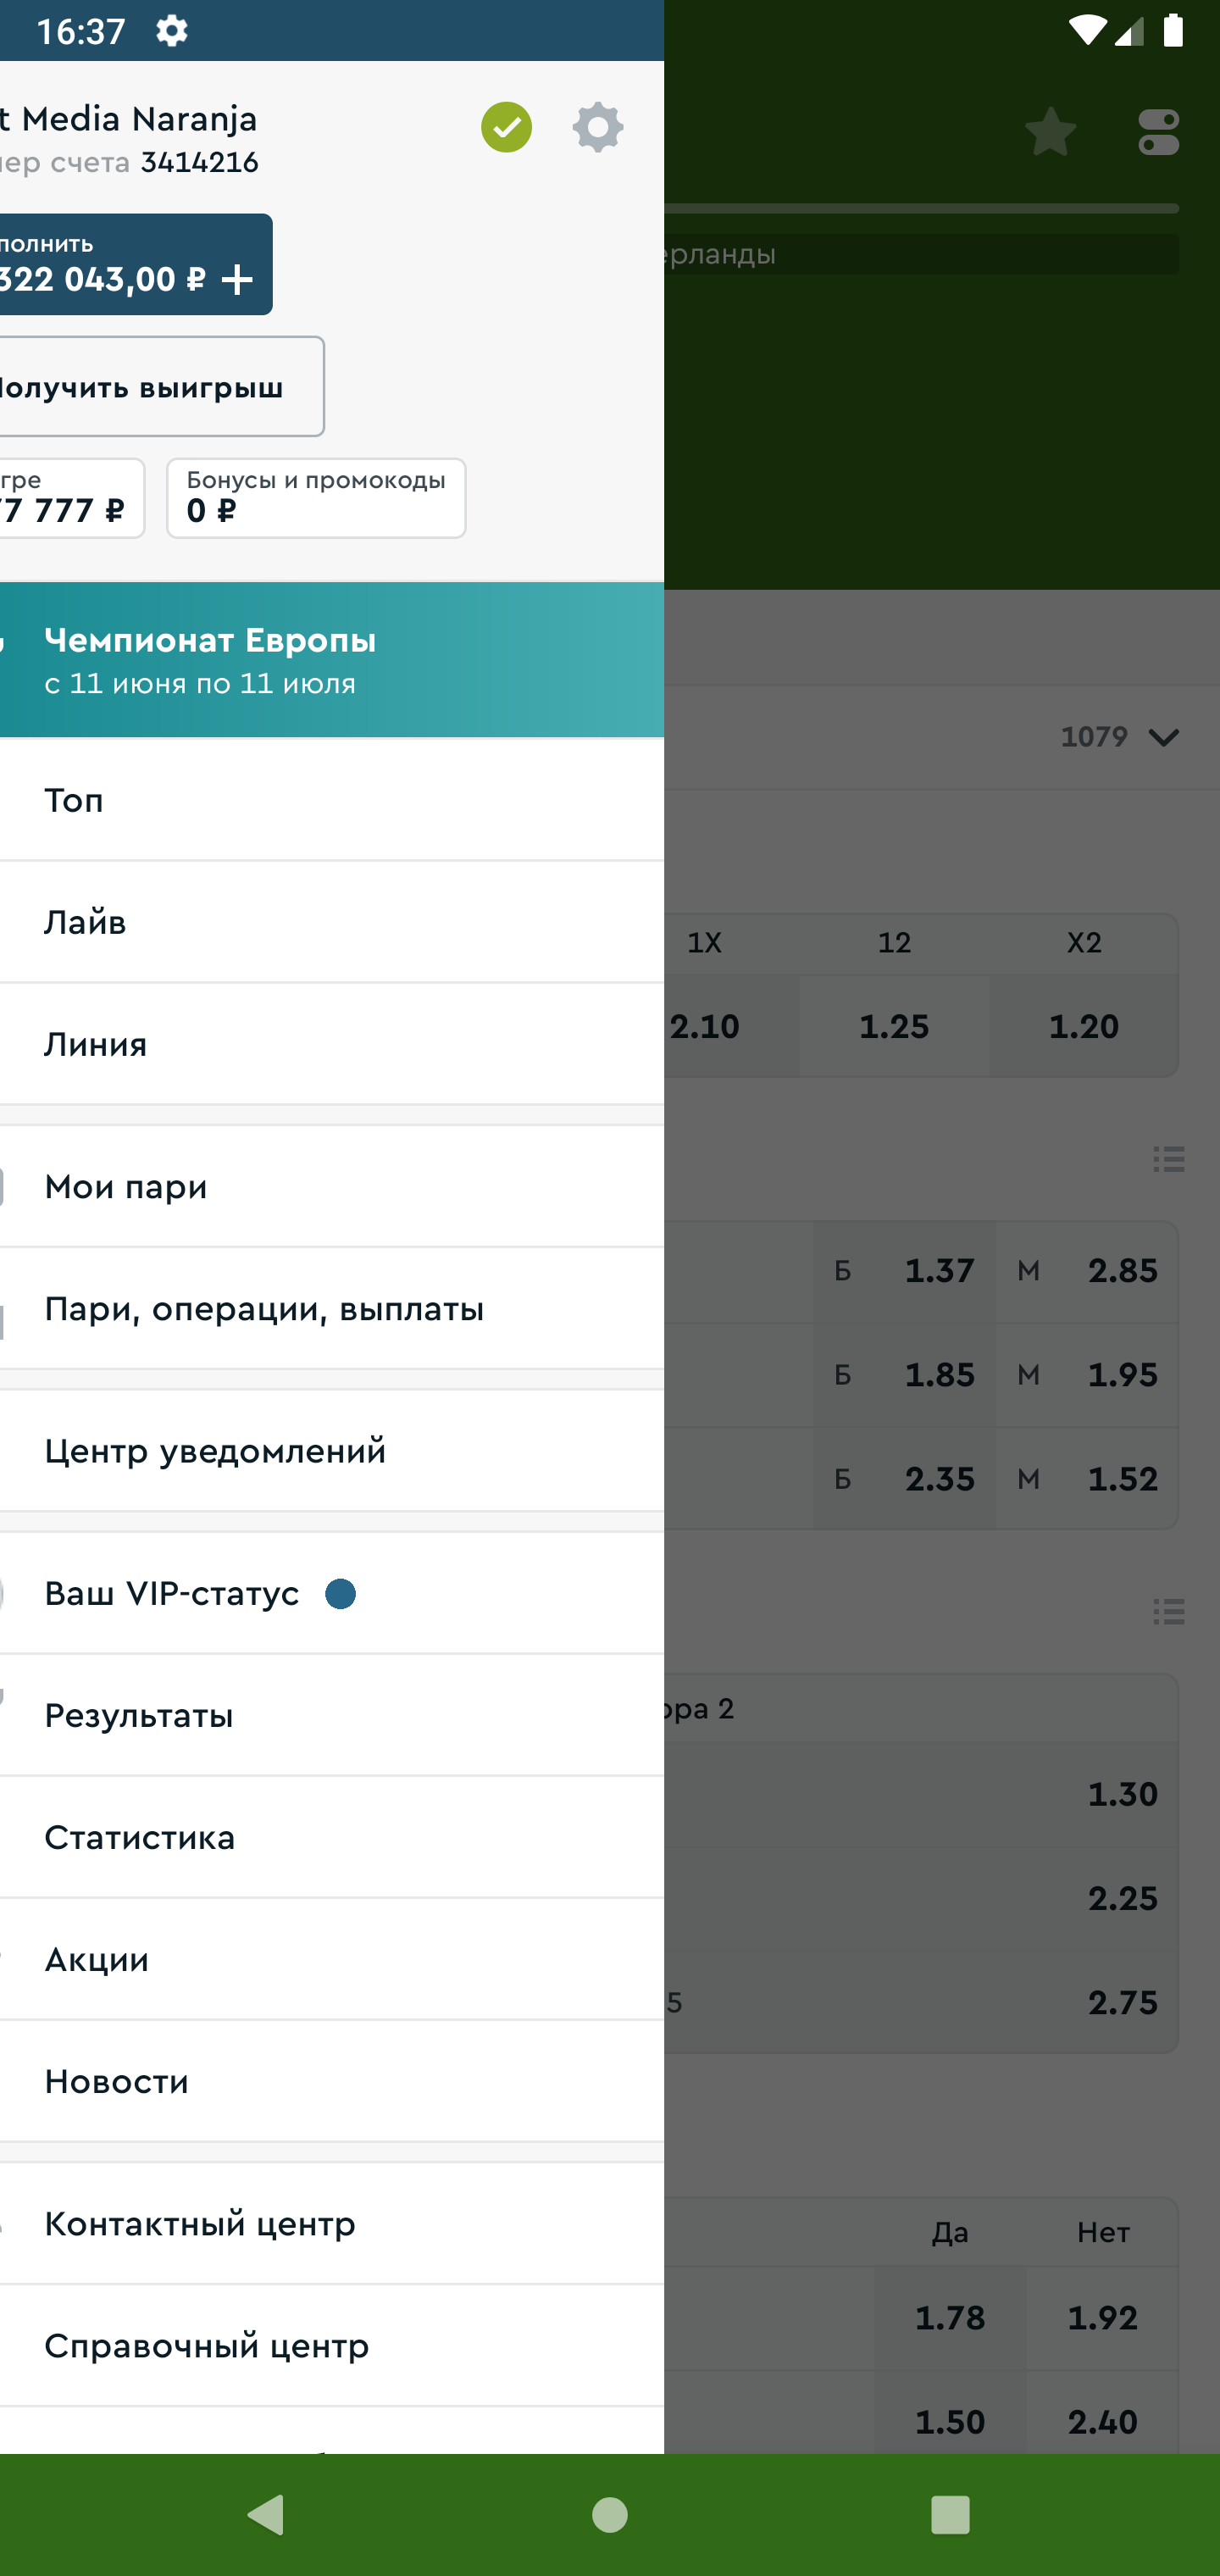 16:37
t Media Naranja
ер счета 3414216
полнить
322 043,00 ₽ +
Получить выигрыш
гре
77 777 ₽
Бонусы и промокоды
0 ₽
Чемпионат Европы
с 11 июня по 11 июля
Топ
Лайв
Линия
Мои пари
Пари, операции, выплаты
Центр уведомлений
Ваш VIP-статус
Результаты
Статистика
Акции
Новости
Контактный центр
Справочный центр
ерланды
1079
1X 12 X2
2.10 1.25 1.20
Б 1.37 М 2.85
Б 1.85 М 1.95
Б 2.35 М 1.52
ора 2
1.30
2.25
5 2.75
Да Нет
1.78 1.92
1.50 2.40